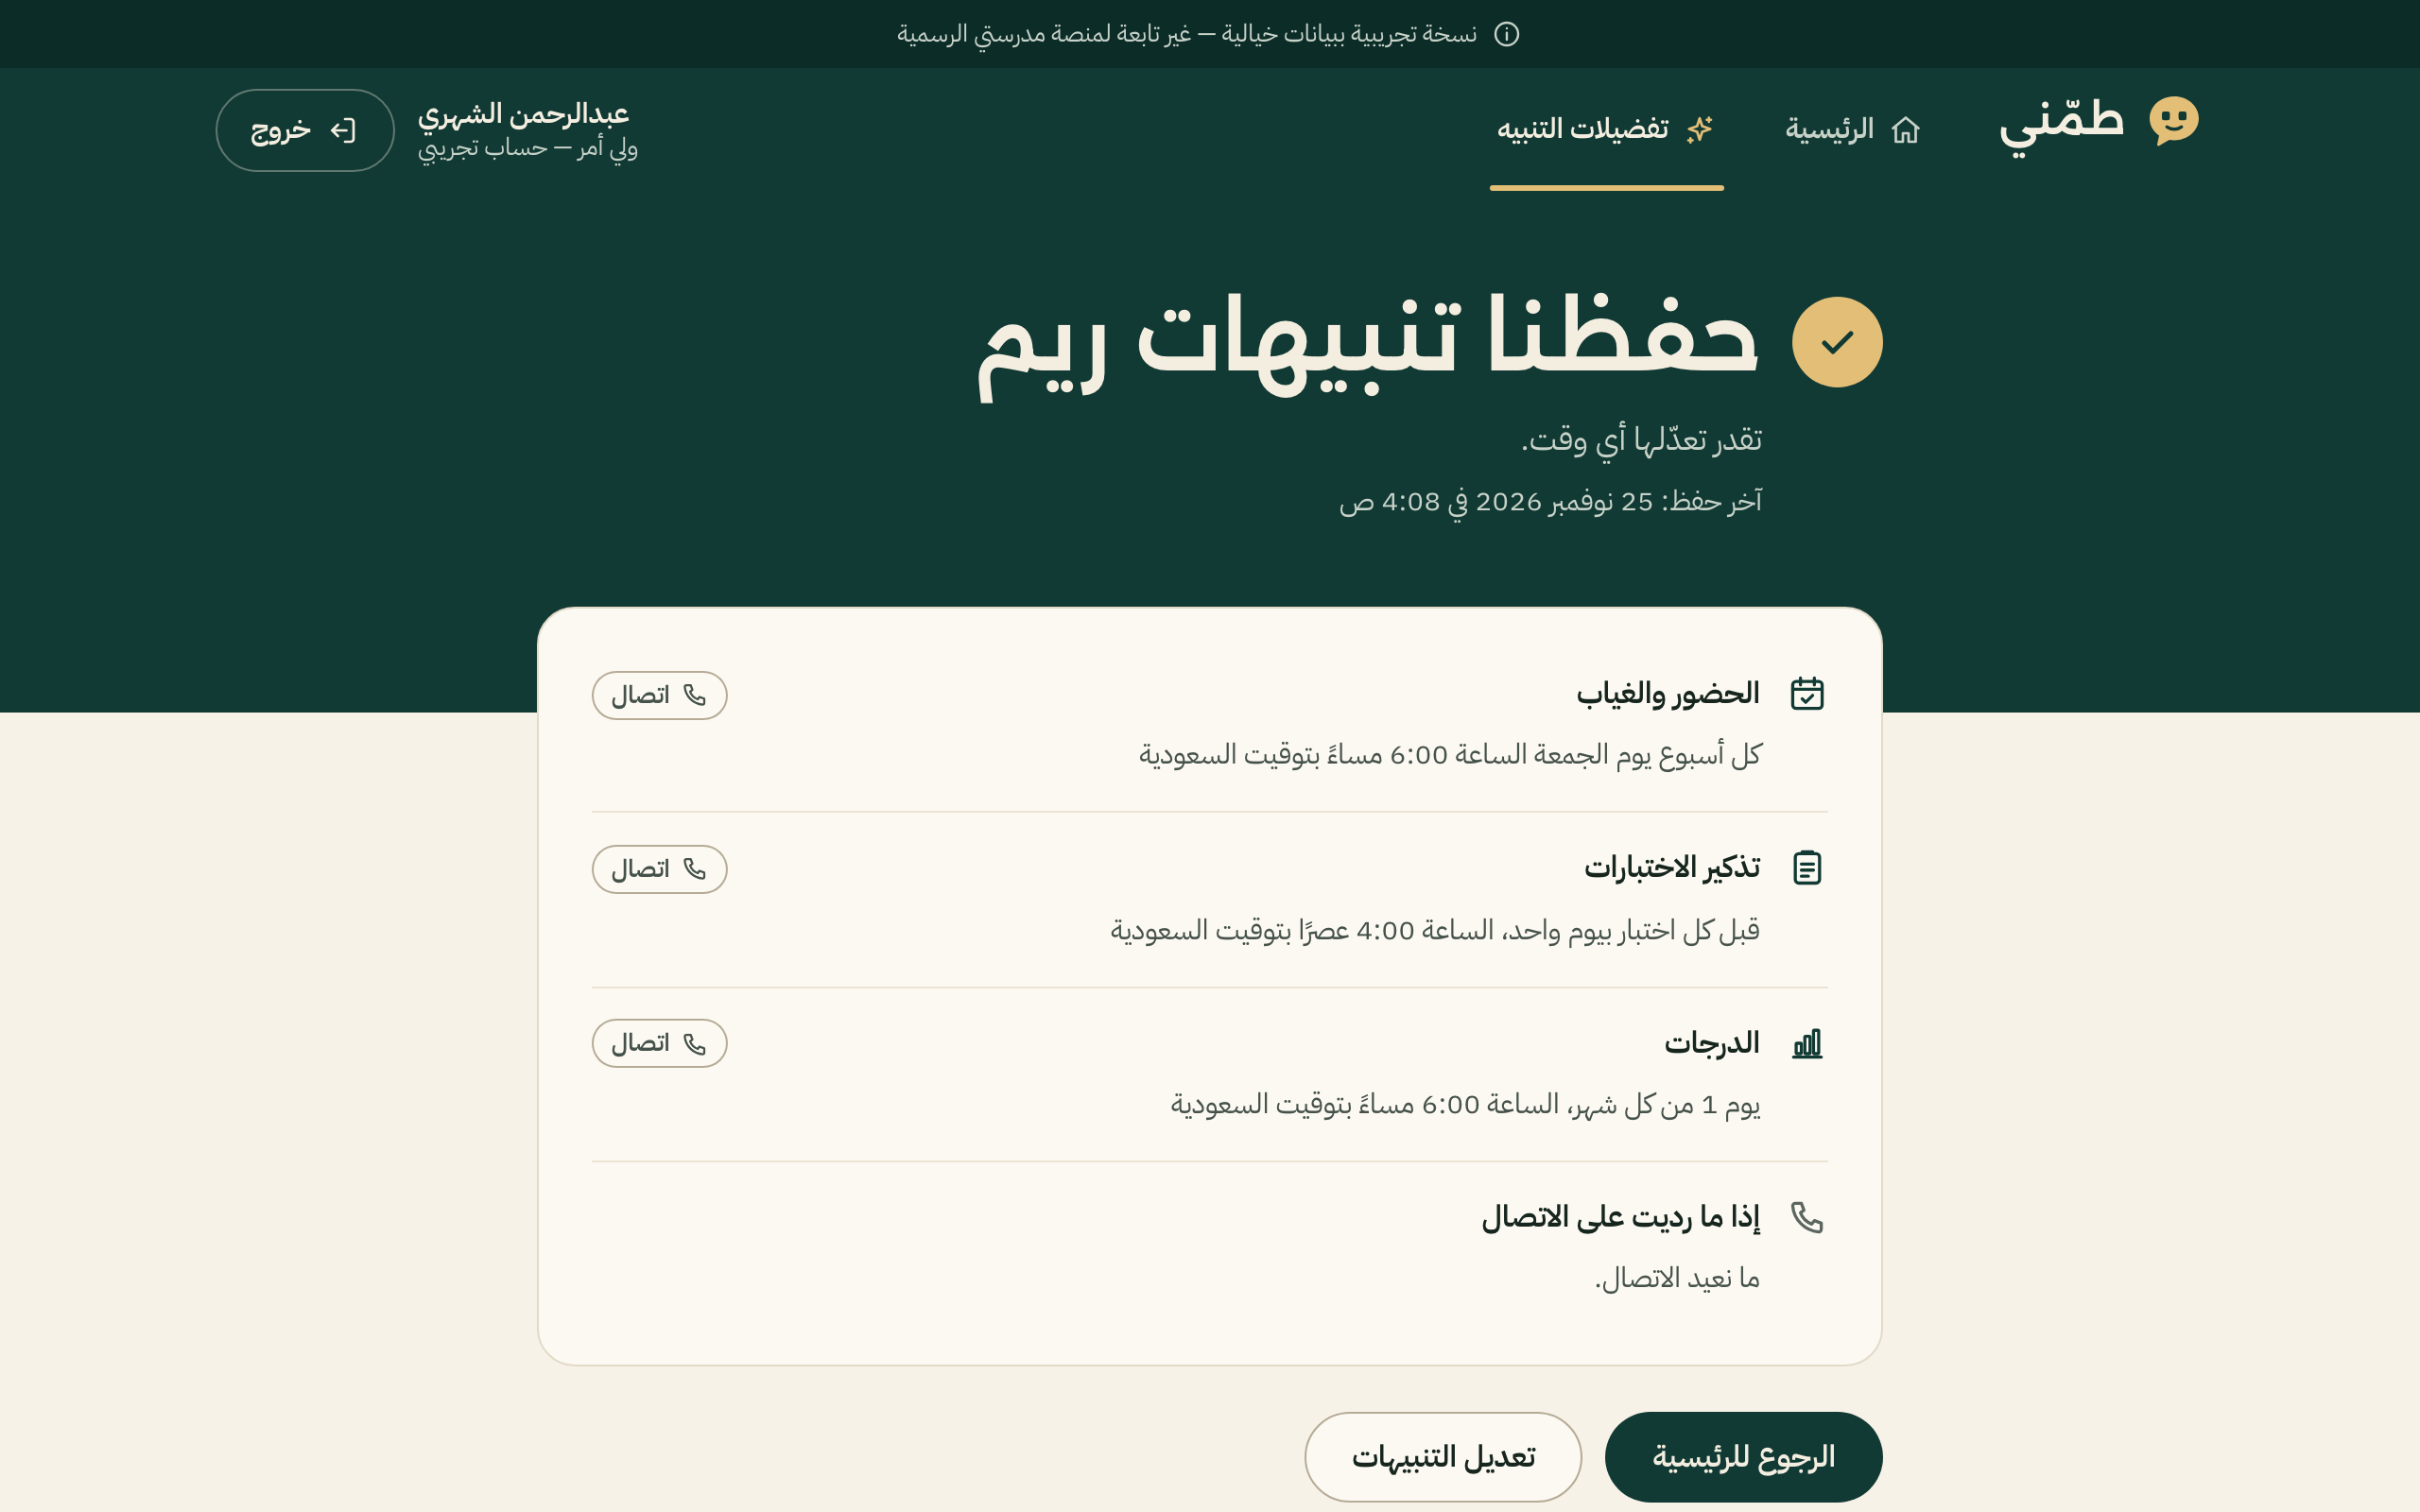 نسخة تجريبية ببيانات خيالية — غير تابعة لمنصة مدرستي الرسمية
طمّني
الرئيسية
تفضيلات التنبيه
عبدالرحمن الشهري
ولي أمر — حساب تجريبي
خروج
حفظنا تنبيهات ريم
تقدر تعدّلها أي وقت.
آخر حفظ: 25 نوفمبر 2026 في 4:08 ص
الحضور والغياب
اتصال
كل أسبوع يوم الجمعة الساعة 6:00 مساءً بتوقيت السعودية
تذكير الاختبارات
اتصال
قبل كل اختبار بيوم واحد، الساعة 4:00 عصرًا بتوقيت السعودية
الدرجات
اتصال
يوم 1 من كل شهر، الساعة 6:00 مساءً بتوقيت السعودية
إذا ما رديت على الاتصال
ما نعيد الاتصال.
الرجوع للرئيسية
تعديل التنبيهات